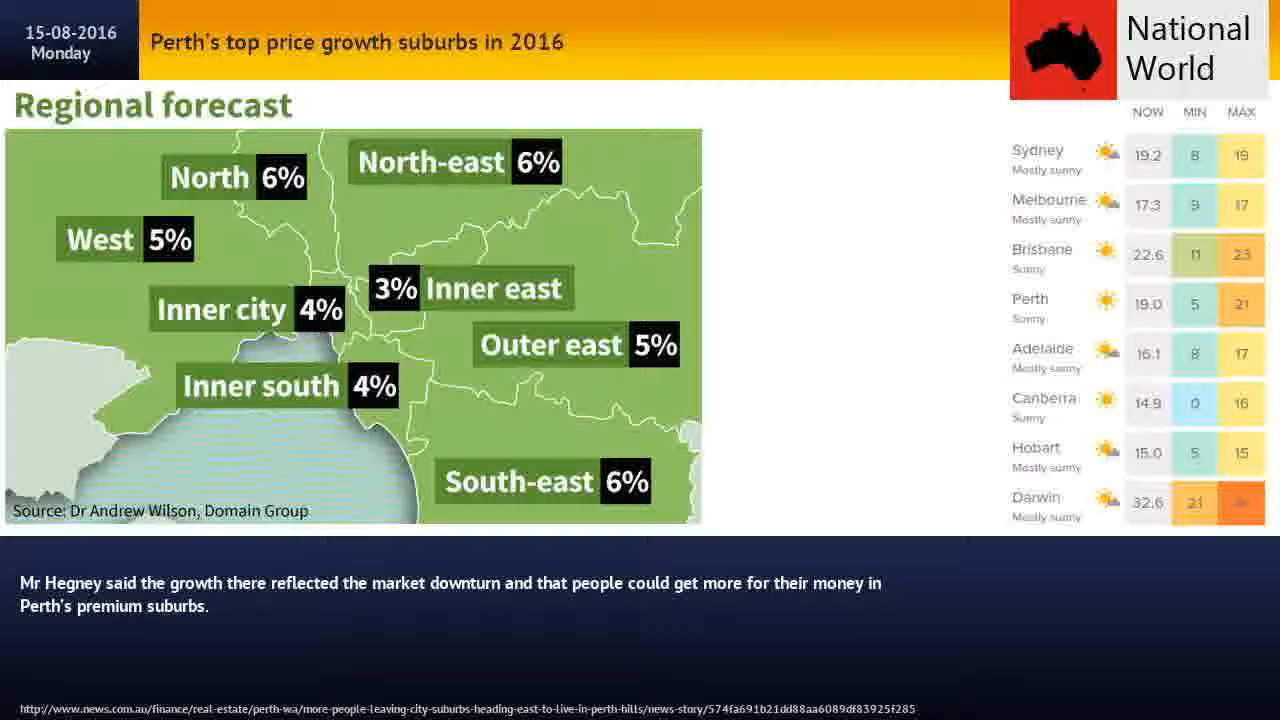 15-08-2016
Monday
Perth's top price growth suburbs in 2016
National
World
Regional forecast
North 6%
North-east 6%
West 5%
3% Inner east
Inner city 4%
Outer east 5%
Inner south 4%
South-east 6%
Source: Dr Andrew Wilson, Domain Group
NOW MIN MAX
Sydney 19.2 8 19
Mostly sunny
Melbourne 17.3 9 17
Mostly sunny
Brisbane 22.6 11 23
Sunny
Perth 19.0 5 21
Sunny
Adelaide 16.1 8 17
Mostly sunny
Canberra 14.9 0 16
Sunny
Hobart 15.0 5 15
Mostly sunny
Darwin 32.6 21
Mostly sunny
Mr Hegney said the growth there reflected the market downturn and that people could get more for their money in
Perth's premium suburbs.
http://www.news.com.au/finance/real-estate/perth-wa/more-people-leaving-city-suburbs-heading-east-to-live-in-perth-hills/news-story/574fa691b21dd88aa6089df83925f285